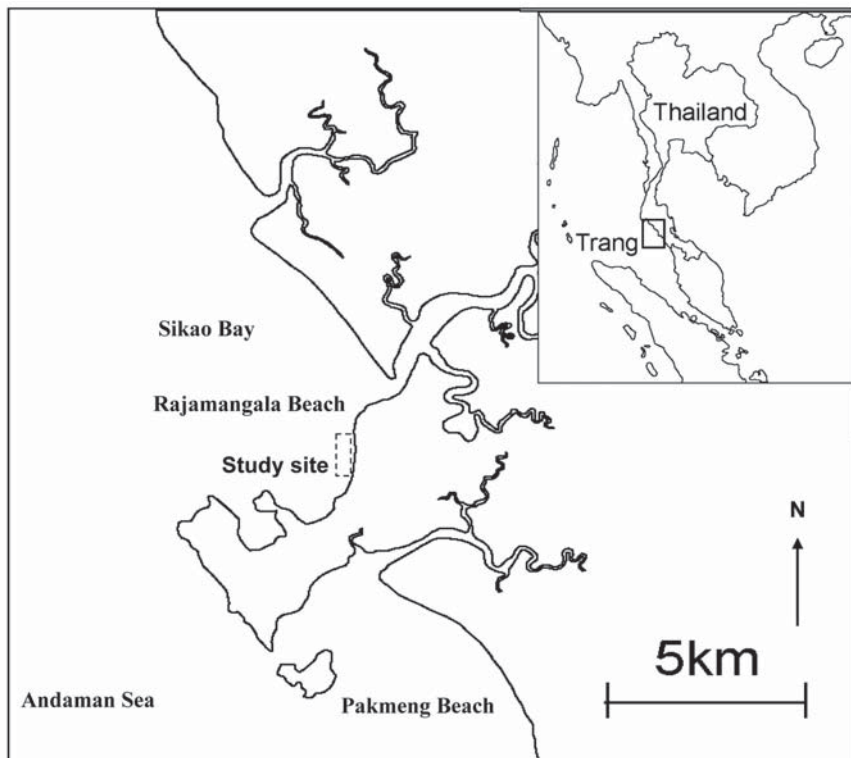 Thailand
Trang
Sikao Bay
Rajamangala Beach
Study site
N
5km
Andaman Sea
Pakmeng Beach